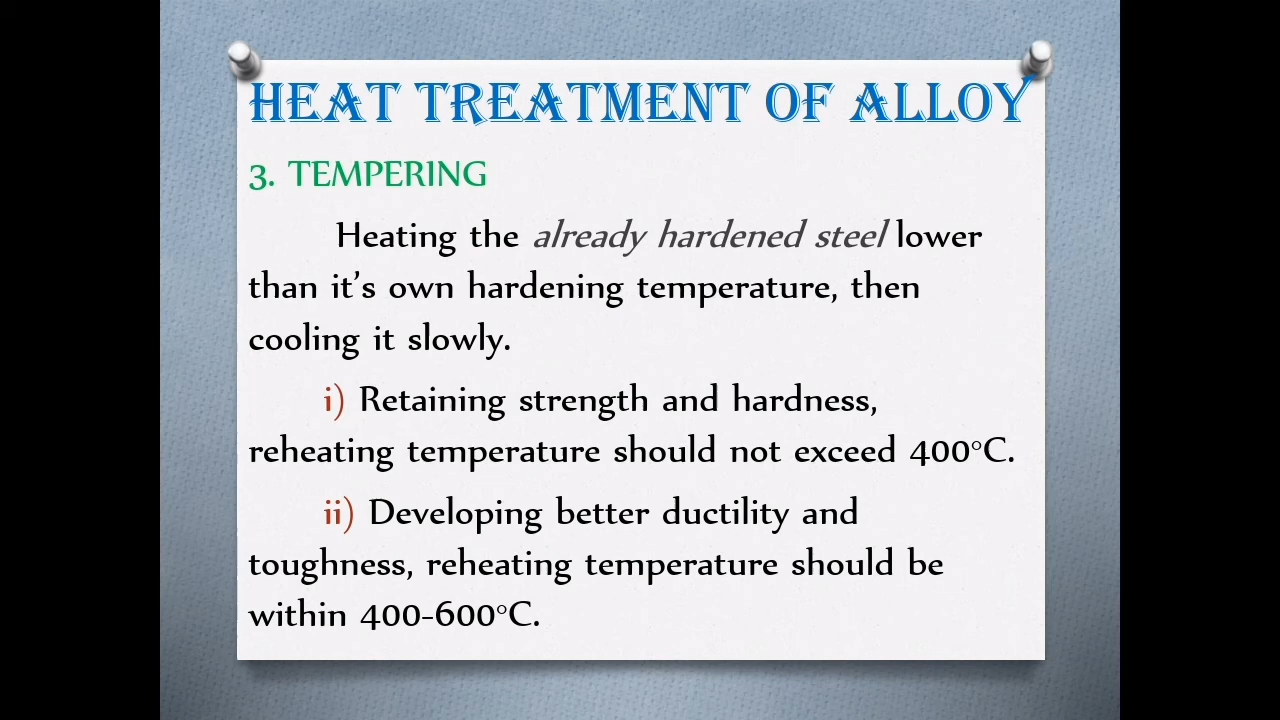 HEAT TREATMENT OF ALLOY
3. TEMPERING
Heating the already hardened steel lower
than it's own hardening temperature, then
cooling it slowly.
i) Retaining strength and hardness,
reheating temperature should not exceed 400°C.
ii) Developing better ductility and
toughness, reheating temperature should be
within 400-600°C.